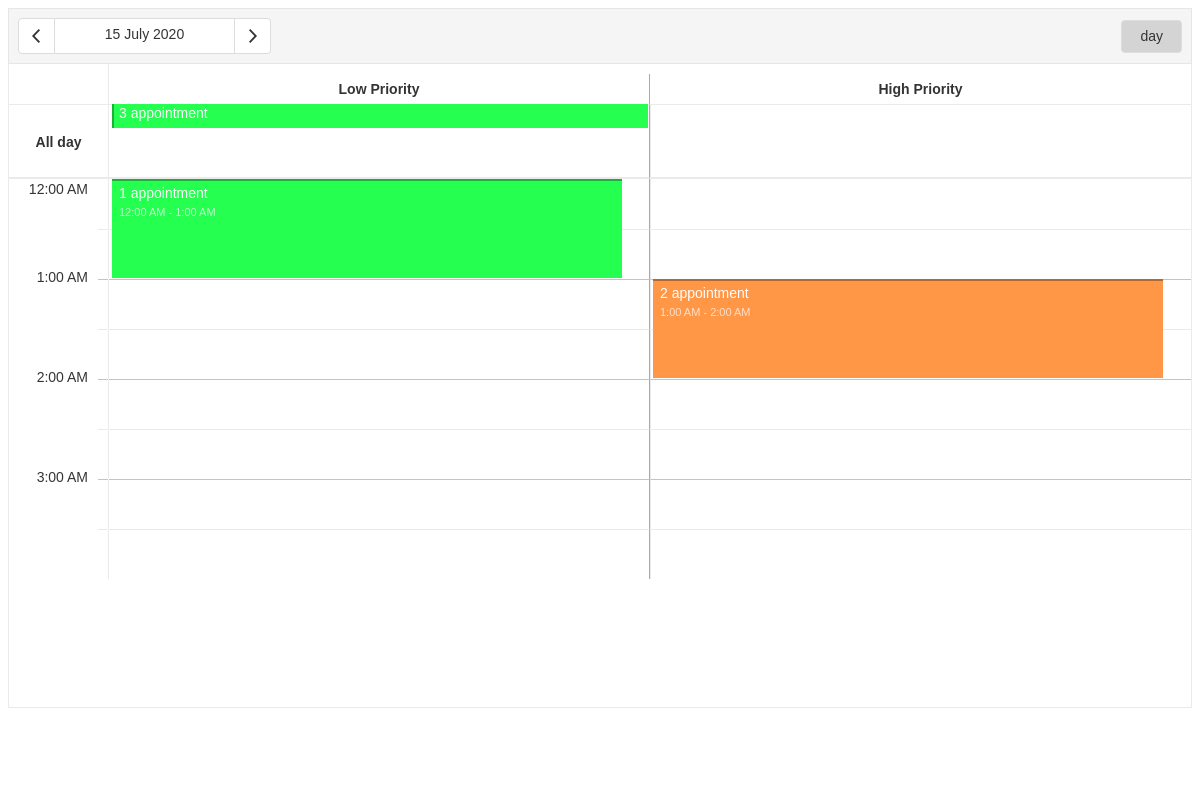 15 July 2020
day
Low Priority
High Priority
All day
3 appointment
12:00 AM
1 appointment
12:00 AM - 1:00 AM
1:00 AM
2 appointment
1:00 AM - 2:00 AM
2:00 AM
3:00 AM